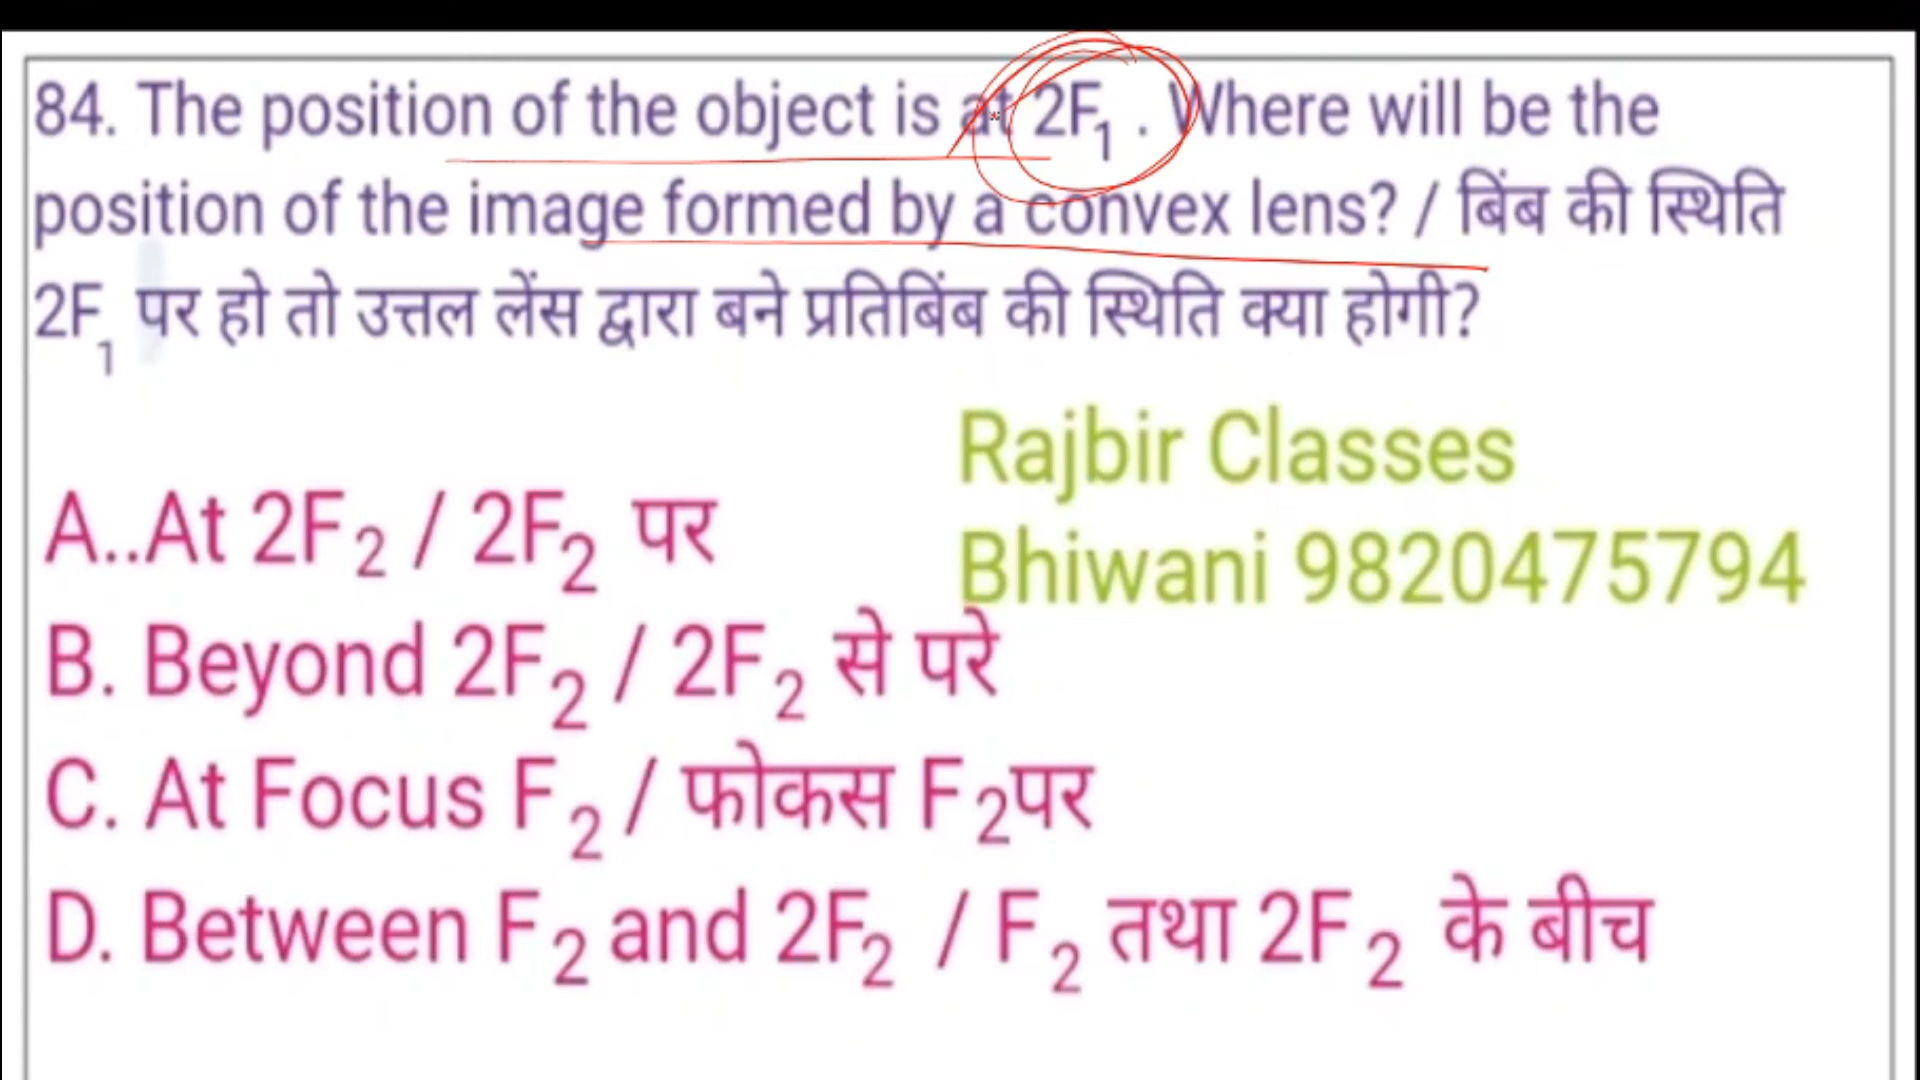 84. The position of the object is at 2F₁ . Where will be the
position of the image formed by a convex lens? / बिंब की स्थिति
2F₁ पर हो तो उत्तल लेंस द्वारा बने प्रतिबिंब की स्थिति क्या होगी?
Rajbir Classes
Bhiwani 9820475794
A..At 2F₂ / 2F₂ पर
B. Beyond 2F₂ / 2F₂ से परे
C. At Focus F₂ / फोकस F₂पर
D. Between F₂ and 2F₂ / F₂ तथा 2F₂ के बीच